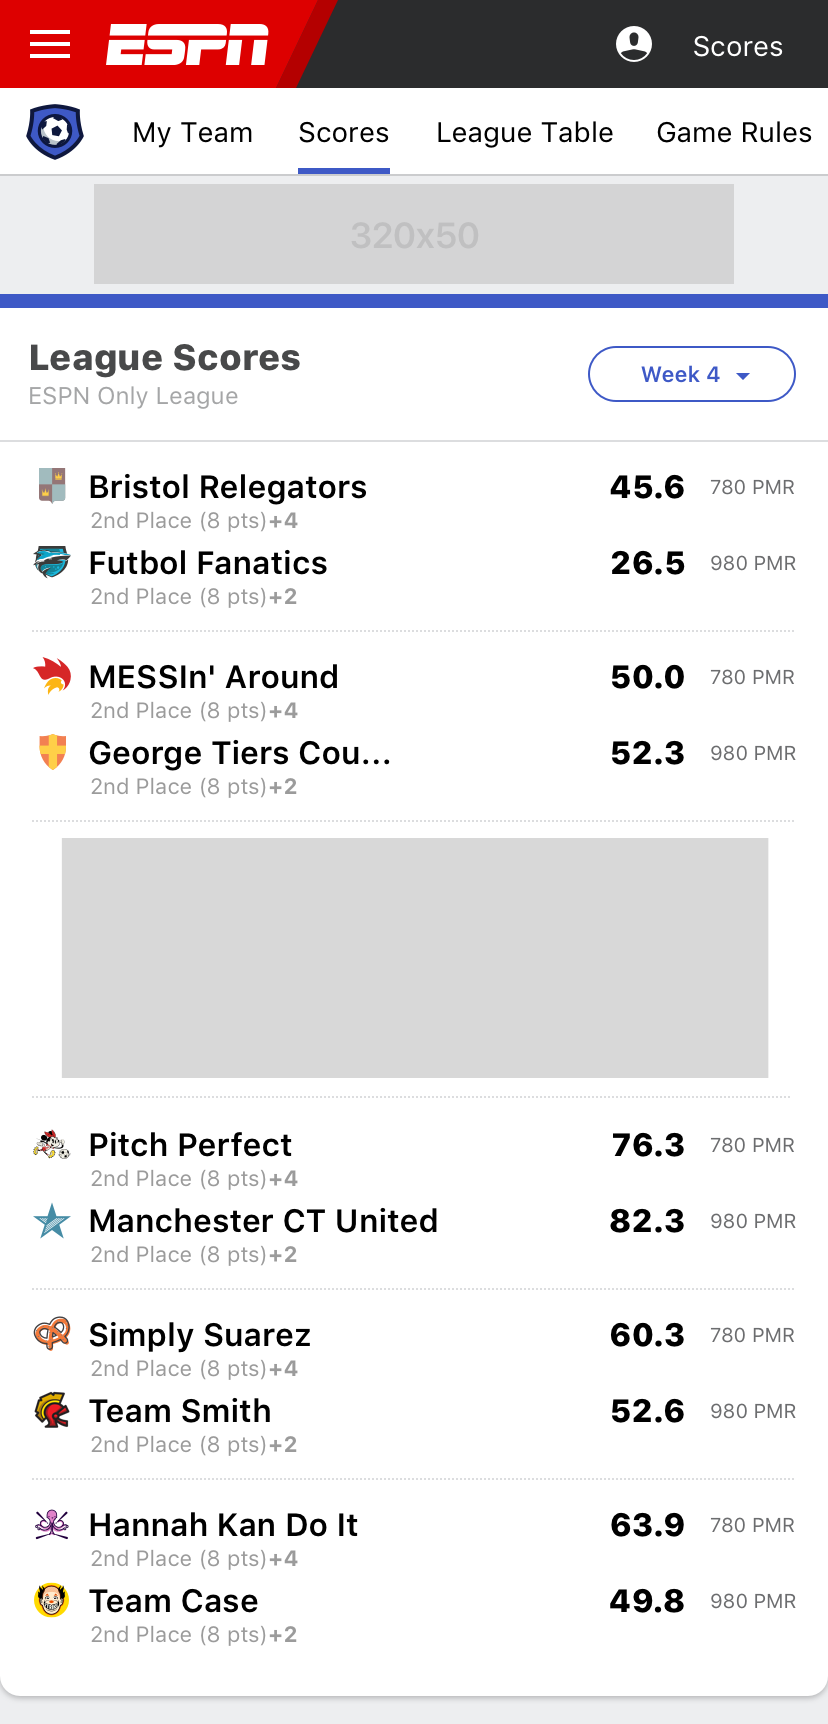 ESPN
Scores
My Team Scores League Table Game Rules
320x50
League Scores
ESPN Only League
Week 4
Bristol Relegators 45.6 780 PMR
2nd Place (8 pts)+4
Futbol Fanatics 26.5 980 PMR
2nd Place (8 pts)+2
MESSIn' Around 50.0 780 PMR
2nd Place (8 pts)+4
George Tiers Cou... 52.3 980 PMR
2nd Place (8 pts)+2
Pitch Perfect 76.3 780 PMR
2nd Place (8 pts)+4
Manchester CT United 82.3 980 PMR
2nd Place (8 pts)+2
Simply Suarez 60.3 780 PMR
2nd Place (8 pts)+4
Team Smith 52.6 980 PMR
2nd Place (8 pts)+2
Hannah Kan Do It 63.9 780 PMR
2nd Place (8 pts)+4
Team Case 49.8 980 PMR
2nd Place (8 pts)+2